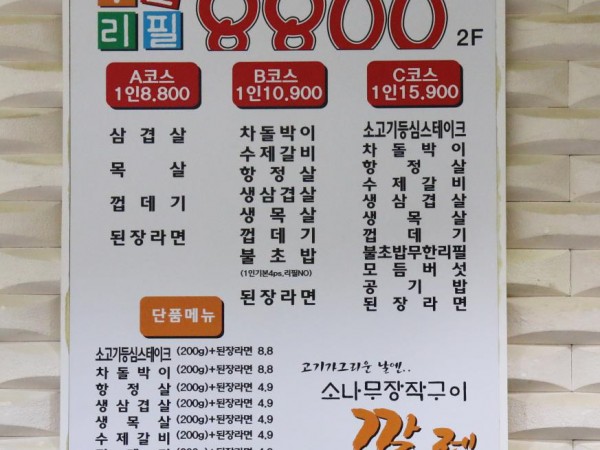 리필 8800 2F
A코스
1인8.800
삼겹살
목살
껍데기
된장라면
B코스
1인10.900
차돌박이
수제갈비
항정살
생삼겹살
생목살
껍데기
불초밥
(1인기본4ps.리필NO)
된장라면
C코스
1인15.900
소고기등심스테이크
차돌박이
항정살
수제갈비
생삼겹살
생목살
껍데기
불초밥무한리필
모듬버섯
공기밥
된장라면
단품메뉴
소고기등심스테이크 (200g)+된장라면 8,8
차돌박이 (200g)+된장라면 8,8
항정살 (200g)+된장라면 4,9
생삼겹살 (200g)+된장라면 4,9
생목살 (200g)+된장라면 4,9
수제갈비 (200g)+된장라면 4,9
고기가그리운 날엔..
소나무장작구이